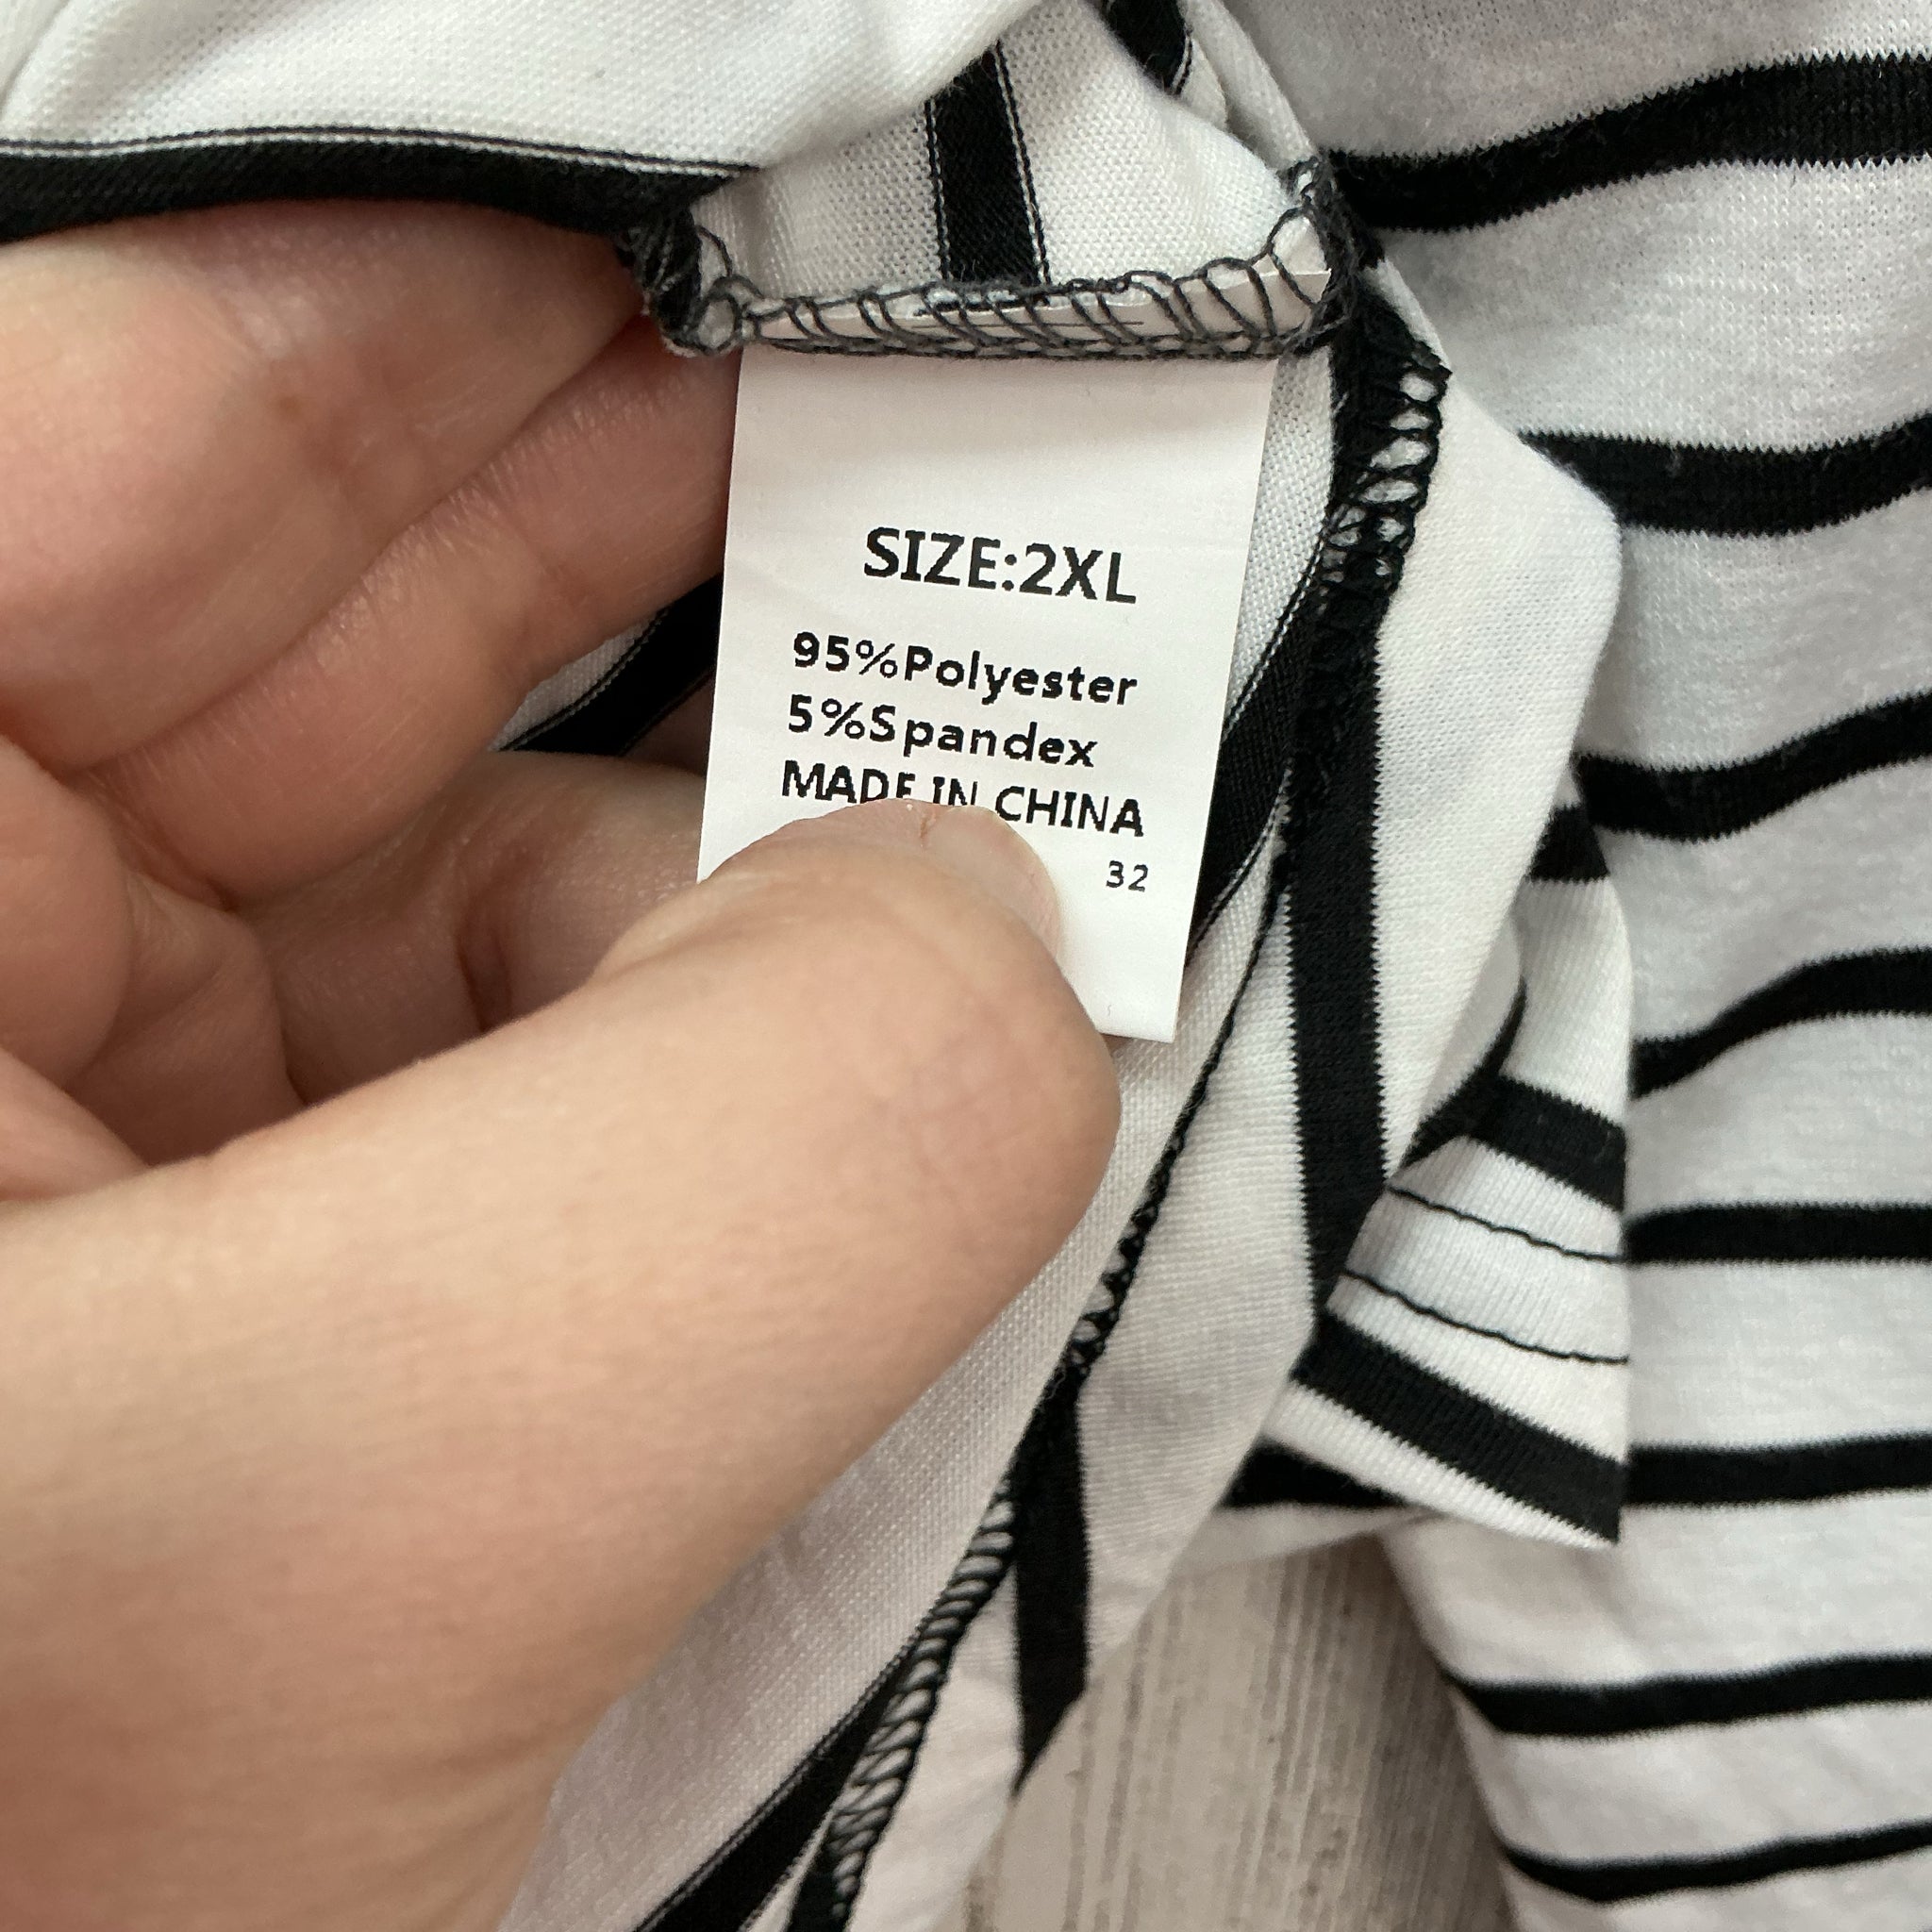 SIZE:2XL
95%Polyester
5%Spandex
MADE IN CHINA
32